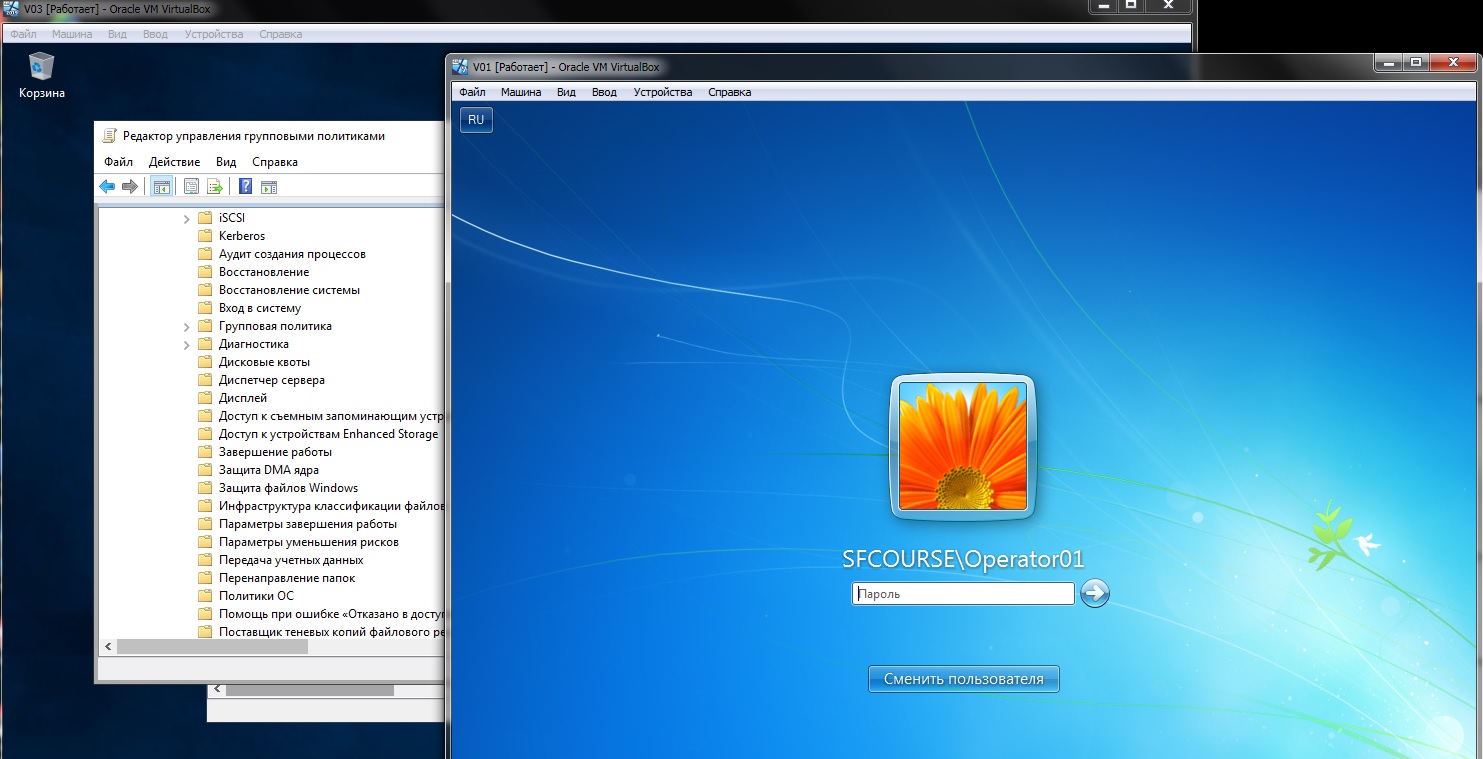 V03 [Работает] - Oracle VM VirtualBox
Файл Машина Вид Ввод Устройства Справка
Корзина
Редактор управления групповыми политиками
Файл Действие Вид Справка
iSCSI
Kerberos
Аудит создания процессов
Восстановление
Восстановление системы
Вход в систему
Групповая политика
Диагностика
Дисковые квоты
Диспетчер сервера
Дисплей
Доступ к съемным запоминающим устр
Доступ к устройствам Enhanced Storage
Завершение работы
Защита DMA ядра
Защита файлов Windows
Инфраструктура классификации файлов
Параметры завершения работы
Параметры уменьшения рисков
Передача учетных данных
Перенаправление папок
Политики ОС
Помощь при ошибке «Отказано в досту
Поставщик теневых копий файлового ре
V01 [Работает] - Oracle VM VirtualBox
Файл Машина Вид Ввод Устройства Справка
RU
SFCOURSE\Operator01
Пароль
Сменить пользователя